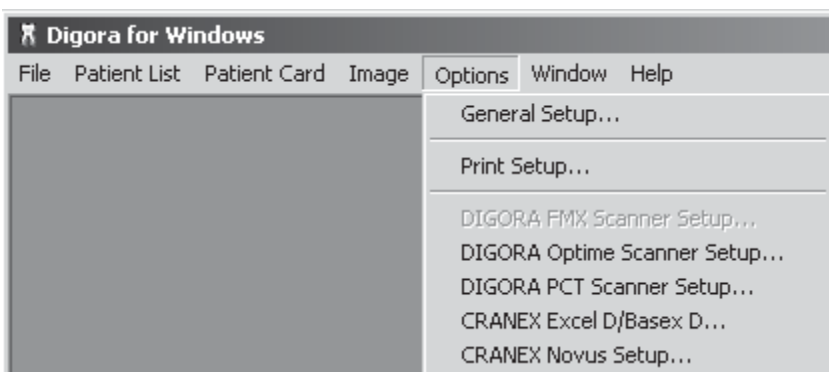 Digora for Windows
File Patient List Patient Card Image Options Window Help
General Setup...
Print Setup...
DIGORA FMX Scanner Setup...
DIGORA Optime Scanner Setup...
DIGORA PCT Scanner Setup...
CRANEX Excel D/Basex D...
CRANEX Novus Setup...